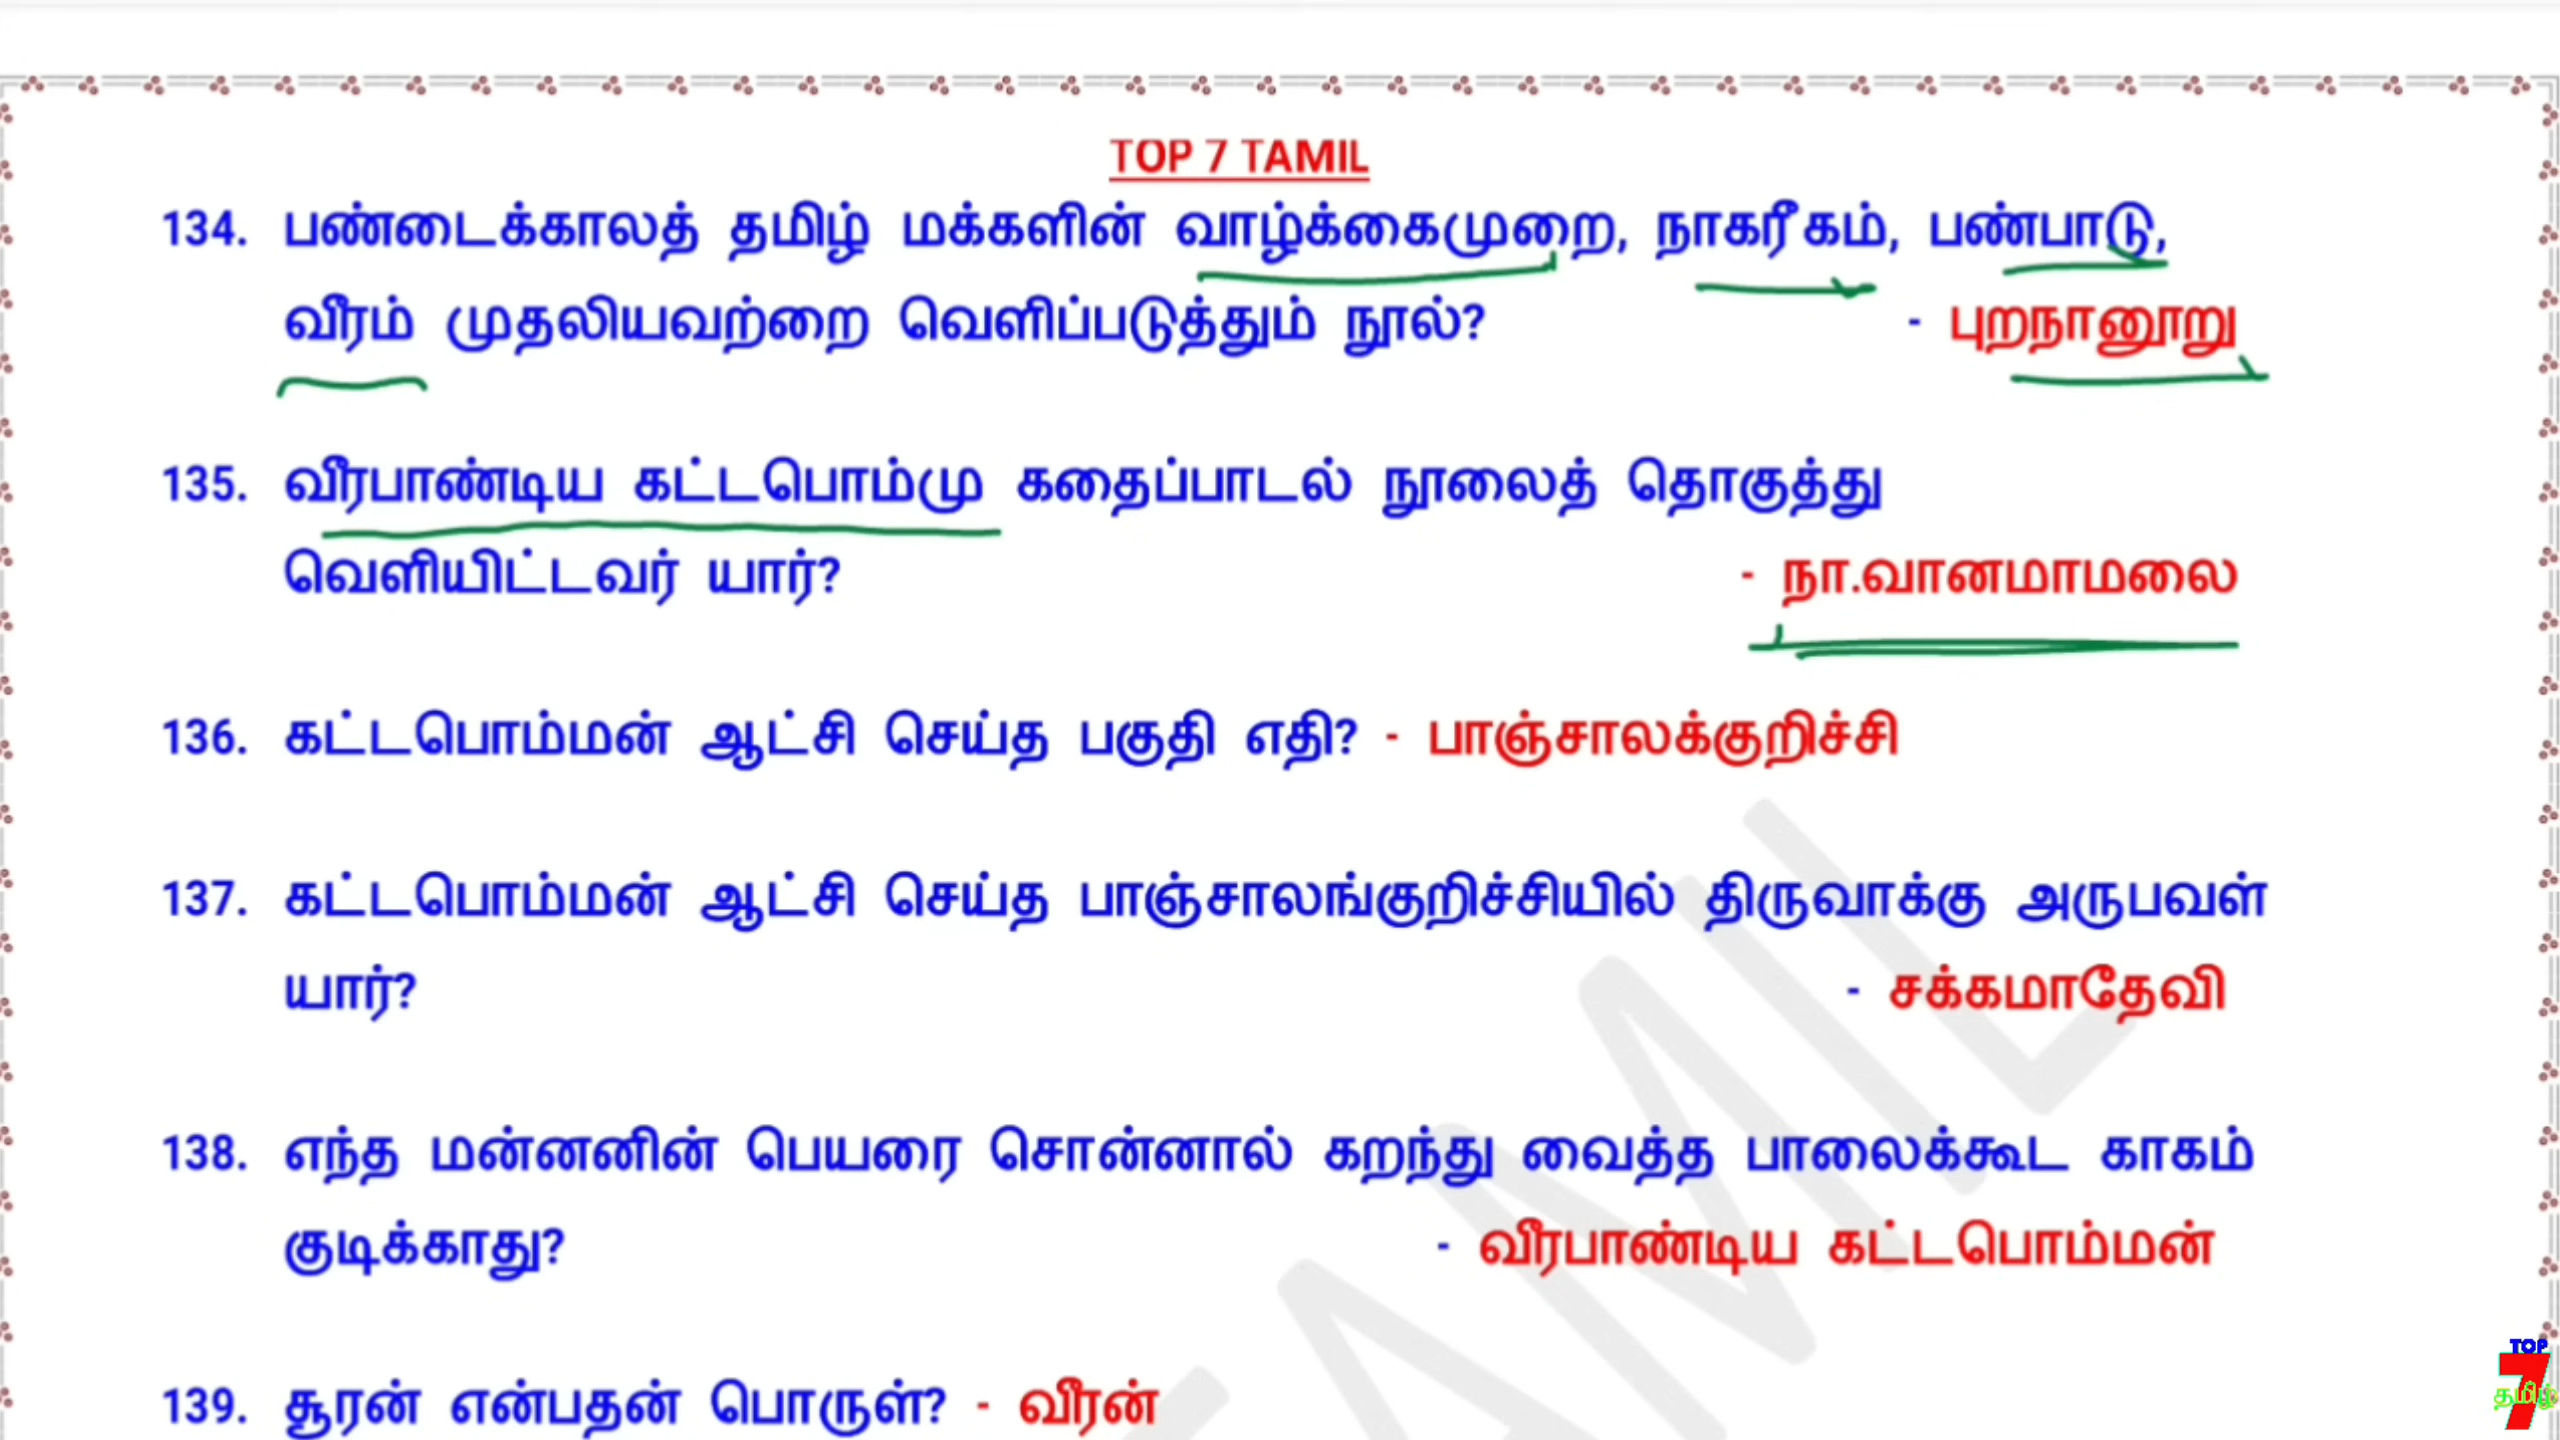 TOP 7 TAMIL
134. பண்டைக்காலத் தமிழ் மக்களின் வாழ்க்கைமுறை, நாகரீகம், பண்பாடு,
வீரம் முதலியவற்றை வெளிப்படுத்தும் நூல்? - புறநானூறு
135. வீரபாண்டிய கட்டபொம்மு கதைப்பாடல் நூலைத் தொகுத்து
வெளியிட்டவர் யார்? - நா.வானமாமலை
136. கட்டபொம்மன் ஆட்சி செய்த பகுதி எதி? - பாஞ்சாலக்குறிச்சி
137. கட்டபொம்மன் ஆட்சி செய்த பாஞ்சாலங்குறிச்சியில் திருவாக்கு அருபவள்
யார்? - சக்கமாதேவி
138. எந்த மன்னனின் பெயரை சொன்னால் கறந்து வைத்த பாலைக்கூட காகம்
குடிக்காது? - வீரபாண்டிய கட்டபொம்மன்
139. சூரன் என்பதன் பொருள்? - வீரன்
TAMIL
TOP
7
தமிழ்